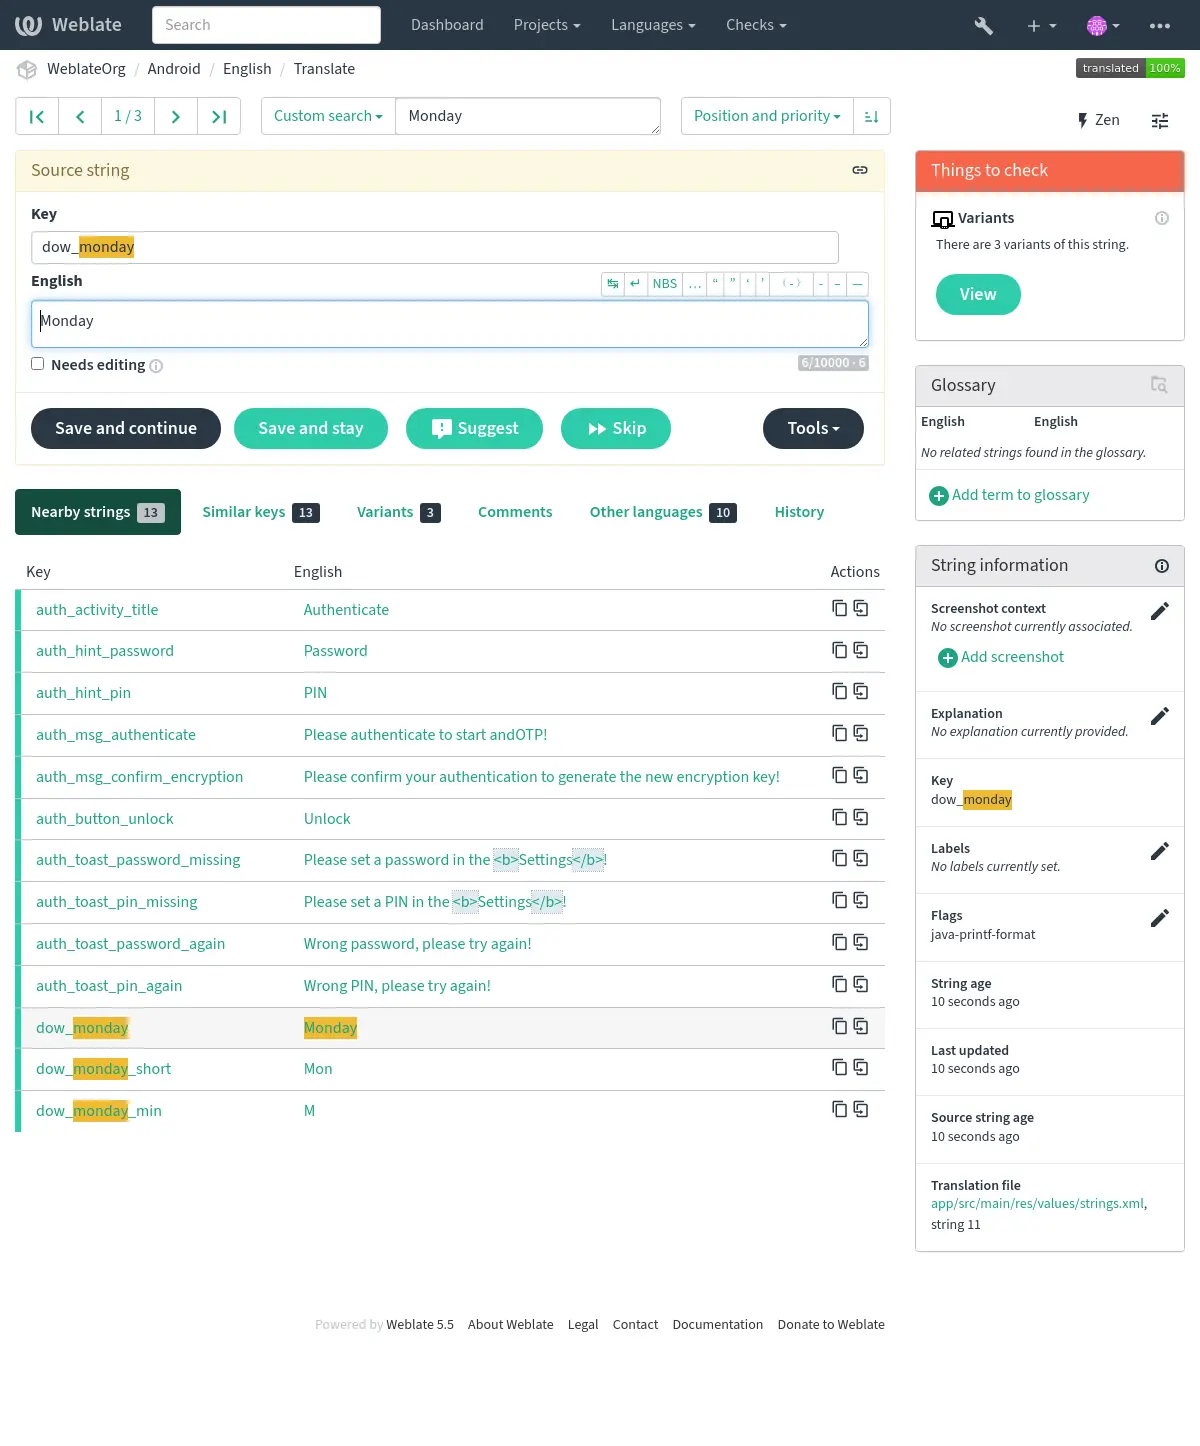 Weblate Search Dashboard Projects Languages Checks
WeblateOrg / Android / English / Translate translated 100%
1 / 3 Custom search Monday Position and priority Zen
Source string
Key
dow_monday
English NBS … “ ” ‘ ’ - – —
Monday
Needs editing 6/10000 · 6
Save and continue Save and stay Suggest Skip Tools
Nearby strings 13 Similar keys 13 Variants 3 Comments Other languages 10 History
Key English Actions
auth_activity_title Authenticate
auth_hint_password Password
auth_hint_pin PIN
auth_msg_authenticate Please authenticate to start andOTP!
auth_msg_confirm_encryption Please confirm your authentication to generate the new encryption key!
auth_button_unlock Unlock
auth_toast_password_missing Please set a password in the <b>Settings</b>!
auth_toast_pin_missing Please set a PIN in the <b>Settings</b>!
auth_toast_password_again Wrong password, please try again!
auth_toast_pin_again Wrong PIN, please try again!
dow_monday Monday
dow_monday_short Mon
dow_monday_min M
Things to check
Variants
There are 3 variants of this string.
View
Glossary
English English
No related strings found in the glossary.
Add term to glossary
String information
Screenshot context
No screenshot currently associated.
Add screenshot
Explanation
No explanation currently provided.
Key
dow_monday
Labels
No labels currently set.
Flags
java-printf-format
String age
10 seconds ago
Last updated
10 seconds ago
Source string age
10 seconds ago
Translation file
app/src/main/res/values/strings.xml,
string 11
Powered by Weblate 5.5 About Weblate Legal Contact Documentation Donate to Weblate